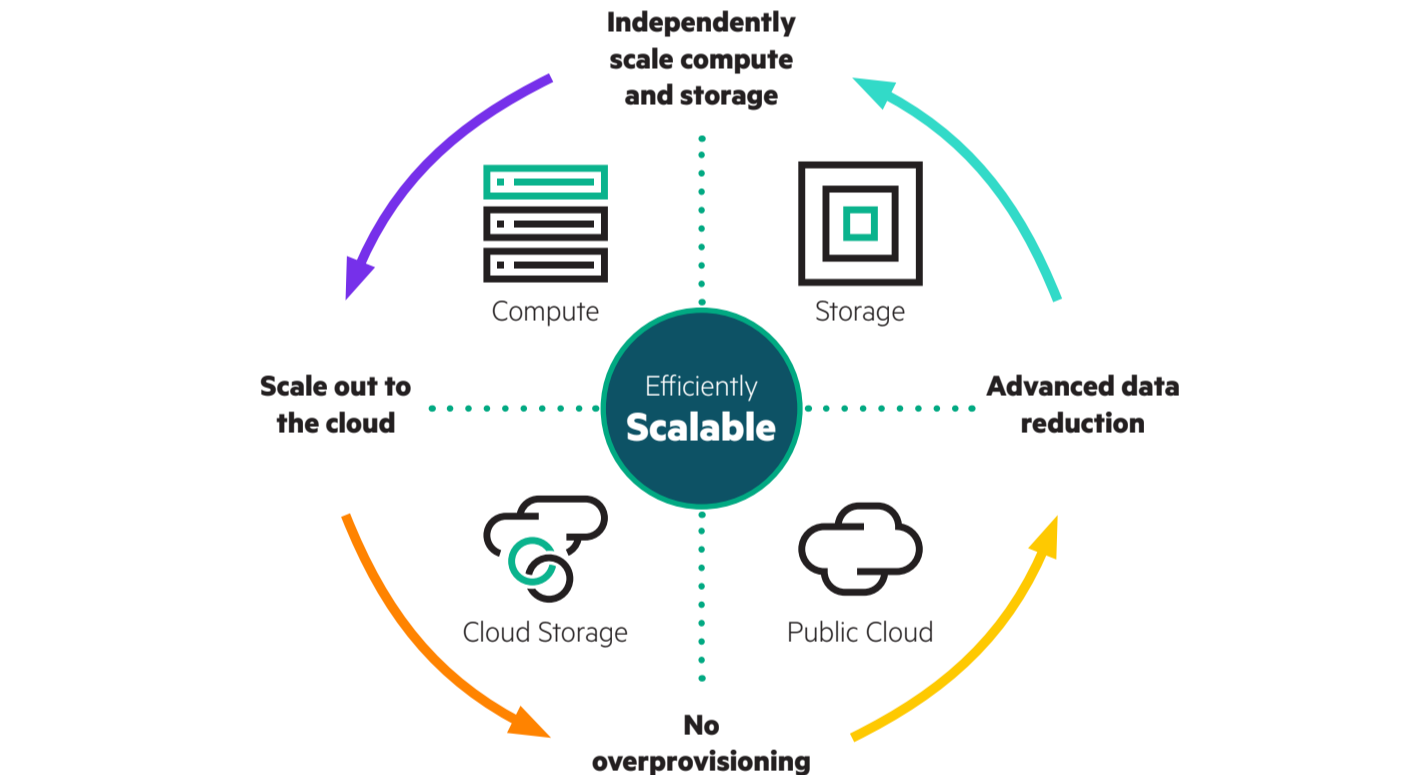 Independently
scale compute
and storage
Compute
Storage
Scale out to
the cloud
Efficiently
Scalable
Advanced data
reduction
Cloud Storage
Public Cloud
No
overprovisioning